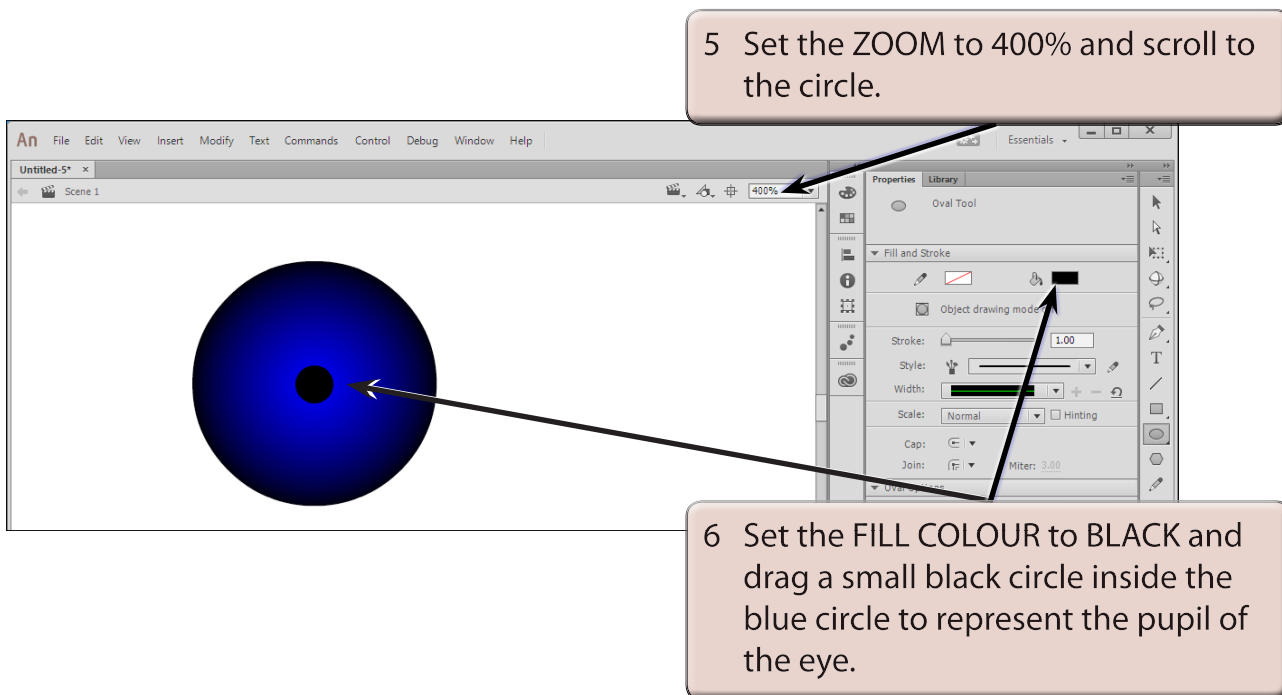 5 Set the ZOOM to 400% and scroll to
the circle.
An File Edit View Insert Modify Text Commands Control Debug Window Help
Essentials
Untitled-5* ×
Scene 1
400%
Properties Library
Oval Tool
Fill and Stroke
Object drawing mode
Stroke: 1.00
Style:
Width:
Scale: Normal Hinting
Cap:
Join: Miter: 3.00
Oval Options
6 Set the FILL COLOUR to BLACK and
drag a small black circle inside the
blue circle to represent the pupil of
the eye.